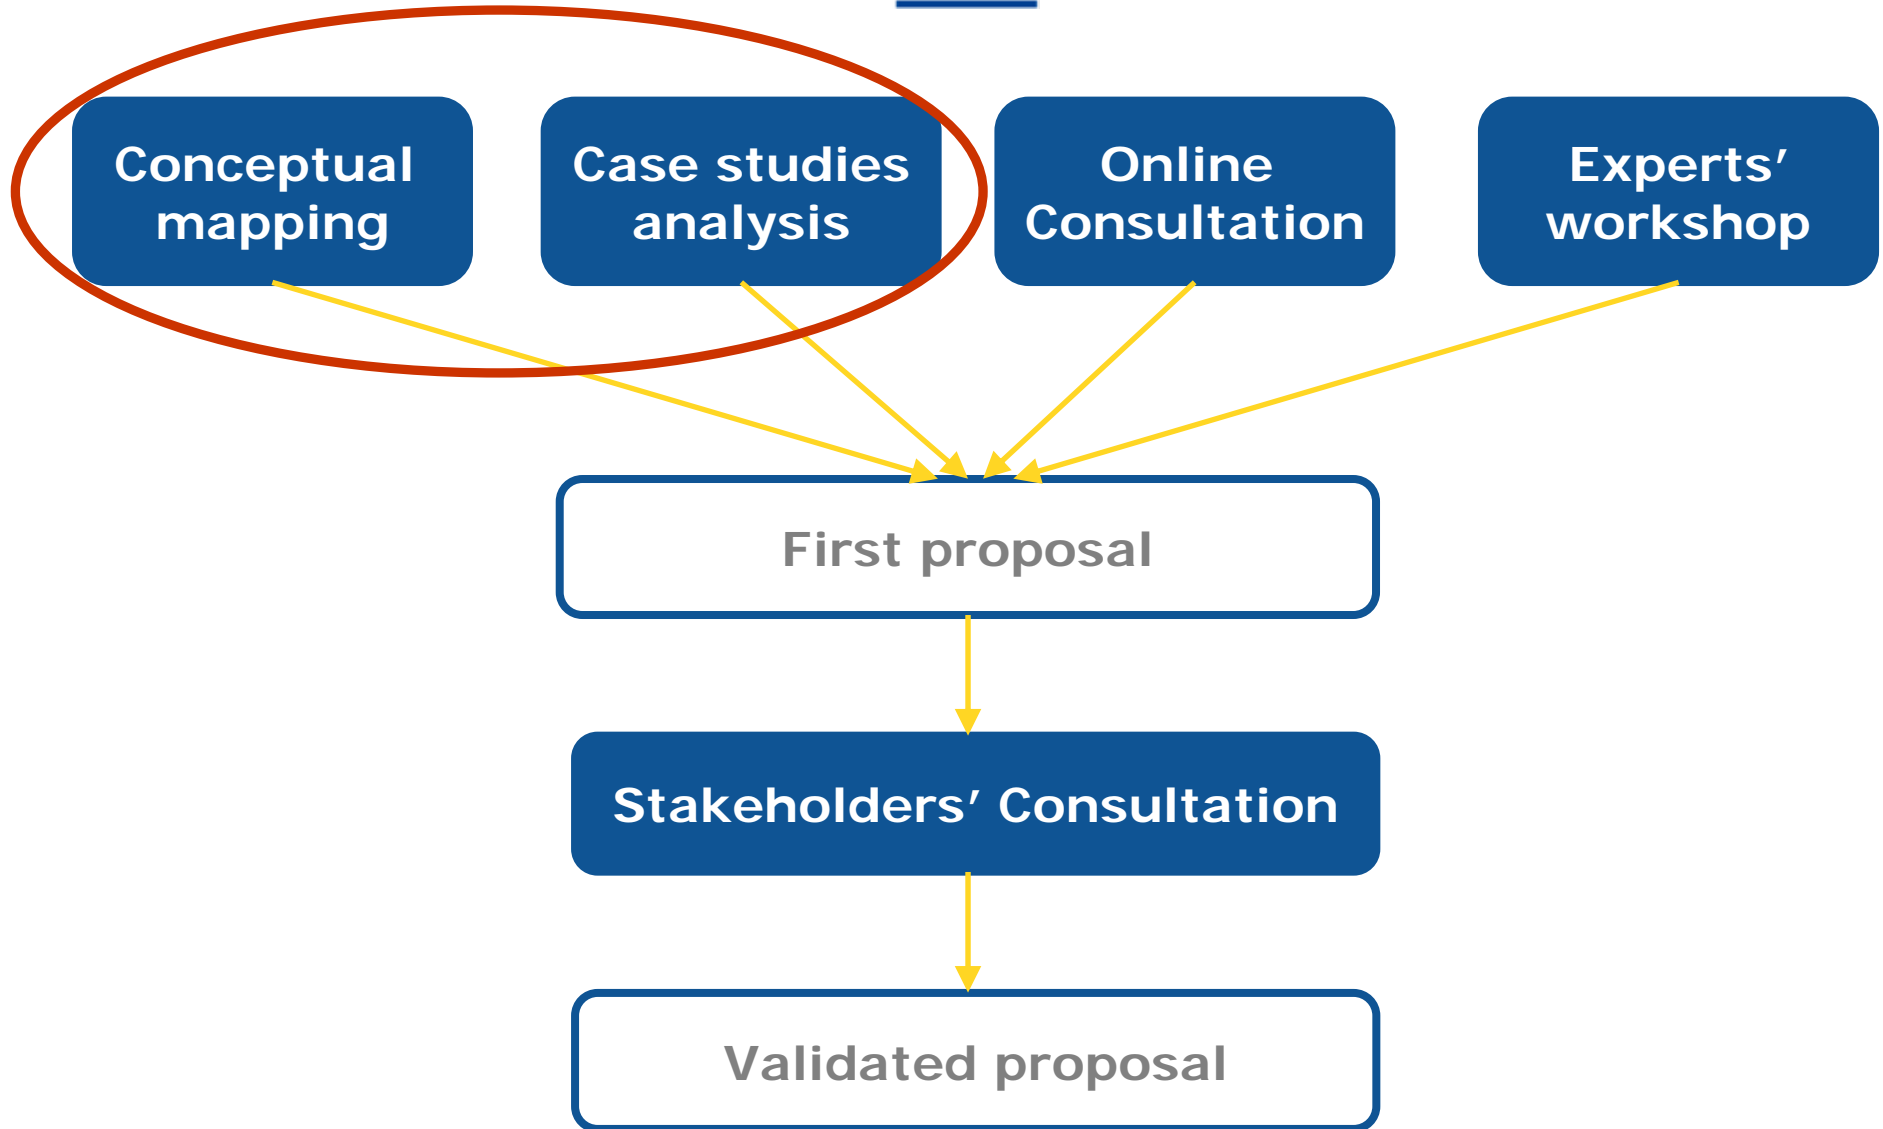 Conceptual
mapping
Case studies
analysis
Online
Consultation
Experts’
workshop
First proposal
Stakeholders’ Consultation
Validated proposal